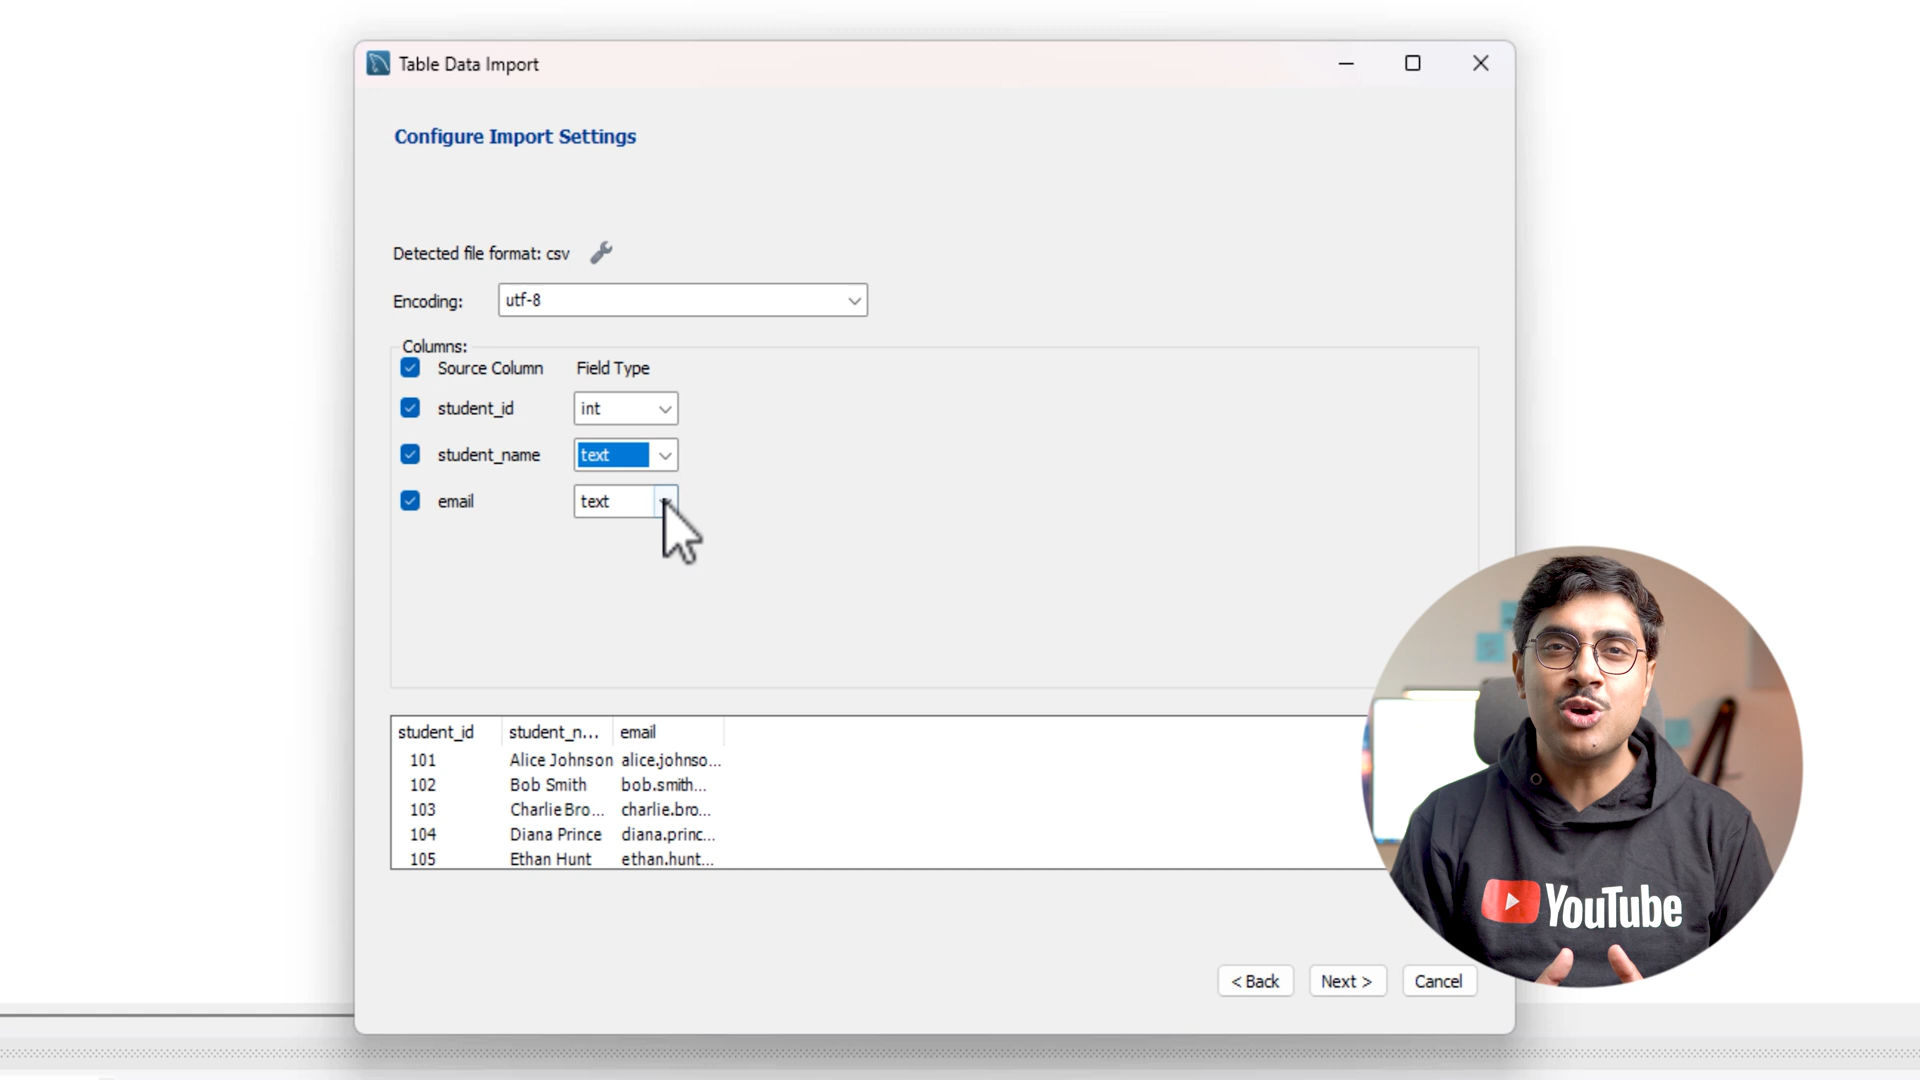 Table Data Import
Configure Import Settings
Detected file format: csv
Encoding: utf-8
Columns:
Source Column Field Type
student_id int
student_name text
email text
student_id student_n... email
101 Alice Johnson alice.johnso...
102 Bob Smith bob.smith...
103 Charlie Bro... charlie.bro...
104 Diana Prince diana.princ...
105 Ethan Hunt ethan.hunt...
YouTube
< Back Next > Cancel